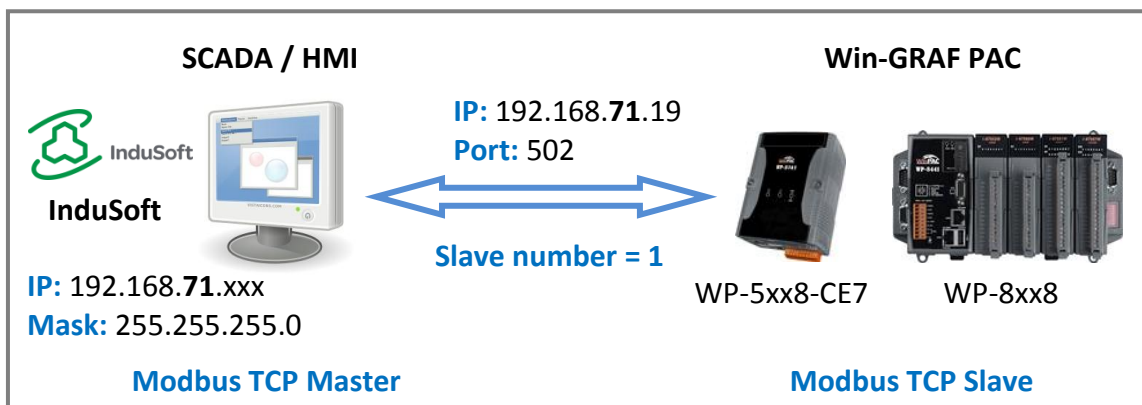 SCADA / HMI
Win-GRAF PAC
IP: 192.168.71.19
Port: 502
InduSoft
InduSoft
WP-8441
Slave number = 1
IP: 192.168.71.xxx
Mask: 255.255.255.0
WP-5xx8-CE7
WP-8xx8
Modbus TCP Master
Modbus TCP Slave